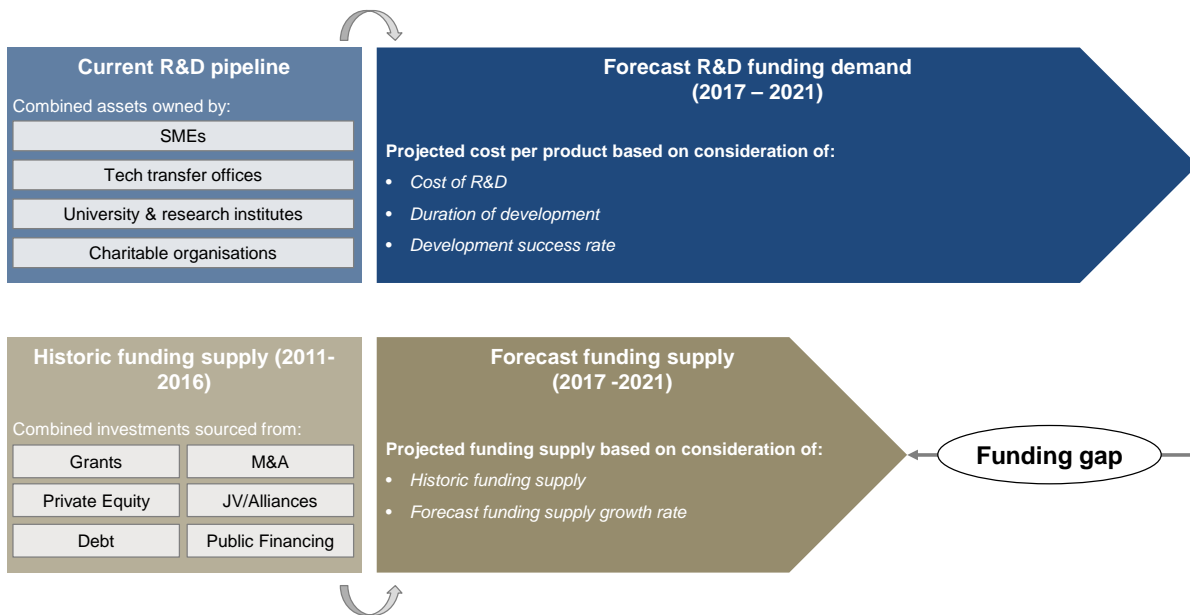 Current R&D pipeline
Combined assets owned by:
SMEs
Tech transfer offices
University & research institutes
Charitable organisations
Forecast R&D funding demand
(2017 – 2021)
Projected cost per product based on consideration of:
• Cost of R&D
• Duration of development
• Development success rate
Historic funding supply (2011-
2016)
Combined investments sourced from:
Grants
M&A
Private Equity
JV/Alliances
Debt
Public Financing
Forecast funding supply
(2017 -2021)
Projected funding supply based on consideration of:
• Historic funding supply
• Forecast funding supply growth rate
Funding gap